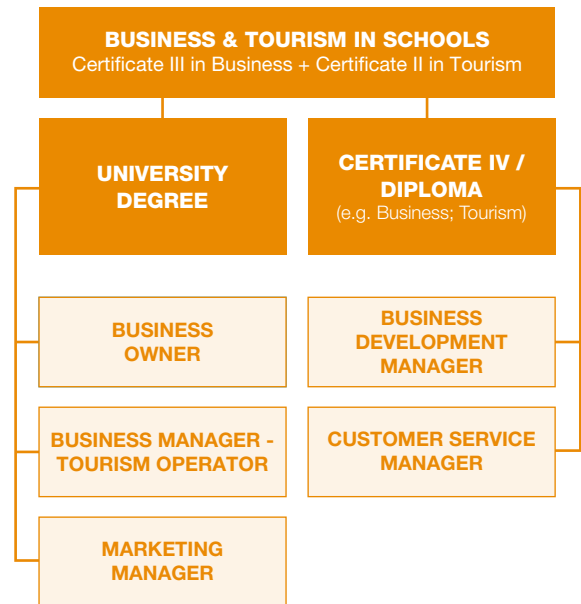 BUSINESS & TOURISM IN SCHOOLS
Certificate III in Business + Certificate II in Tourism
UNIVERSITY
DEGREE
CERTIFICATE IV /
DIPLOMA
(e.g. Business; Tourism)
BUSINESS
OWNER
BUSINESS
DEVELOPMENT
MANAGER
BUSINESS MANAGER -
TOURISM OPERATOR
CUSTOMER SERVICE
MANAGER
MARKETING
MANAGER